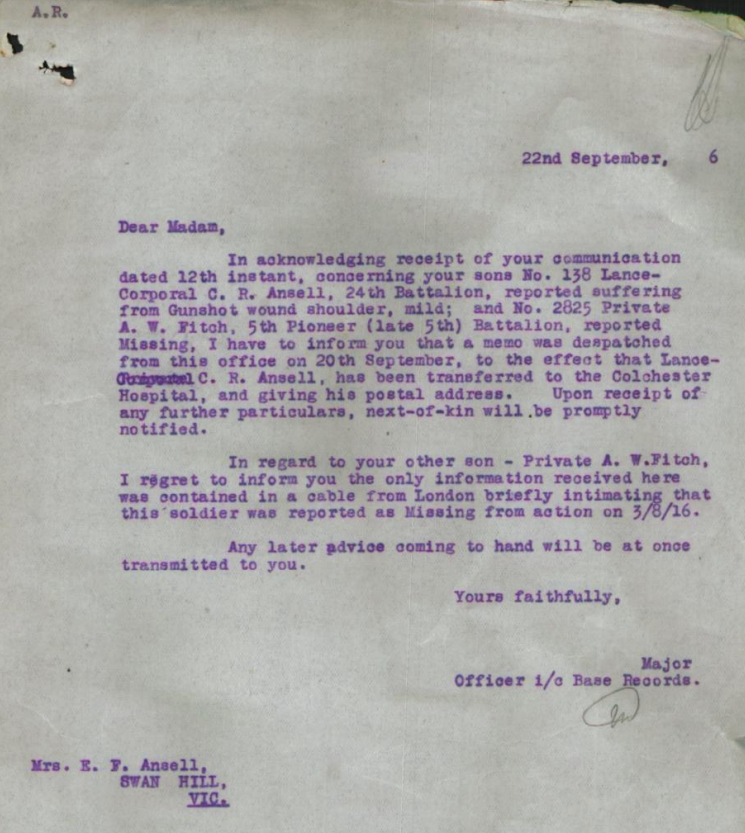 A.R.
22nd September, 6
Dear Madam,
In acknowledging receipt of your communication
dated 12th instant, concerning your sons No. 138 Lance-
Corporal C. R. Ansell, 24th Battalion, reported suffering
from Gunshot wound shoulder, mild; and No. 2825 Private
A. W. Fitch, 5th Pioneer (late 5th) Battalion, reported
Missing, I have to inform you that a memo was despatched
from this office on 20th September, to the effect that Lance-
C. R. Ansell, has been transferred to the Colchester
Hospital, and giving his postal address. Upon receipt of
any further particulars, next-of-kin will be promptly
notified.
In regard to your other son - Private A. W.Fitch,
I regret to inform you the only information received here
was contained in a cable from London briefly intimating that
this soldier was reported as Missing from action on 3/8/16.
Any later advice coming to hand will be at once
transmitted to you.
Yours faithfully,
Major
Officer i/c Base Records.
Mrs. E. F. Ansell,
SWAN HILL,
VIC.